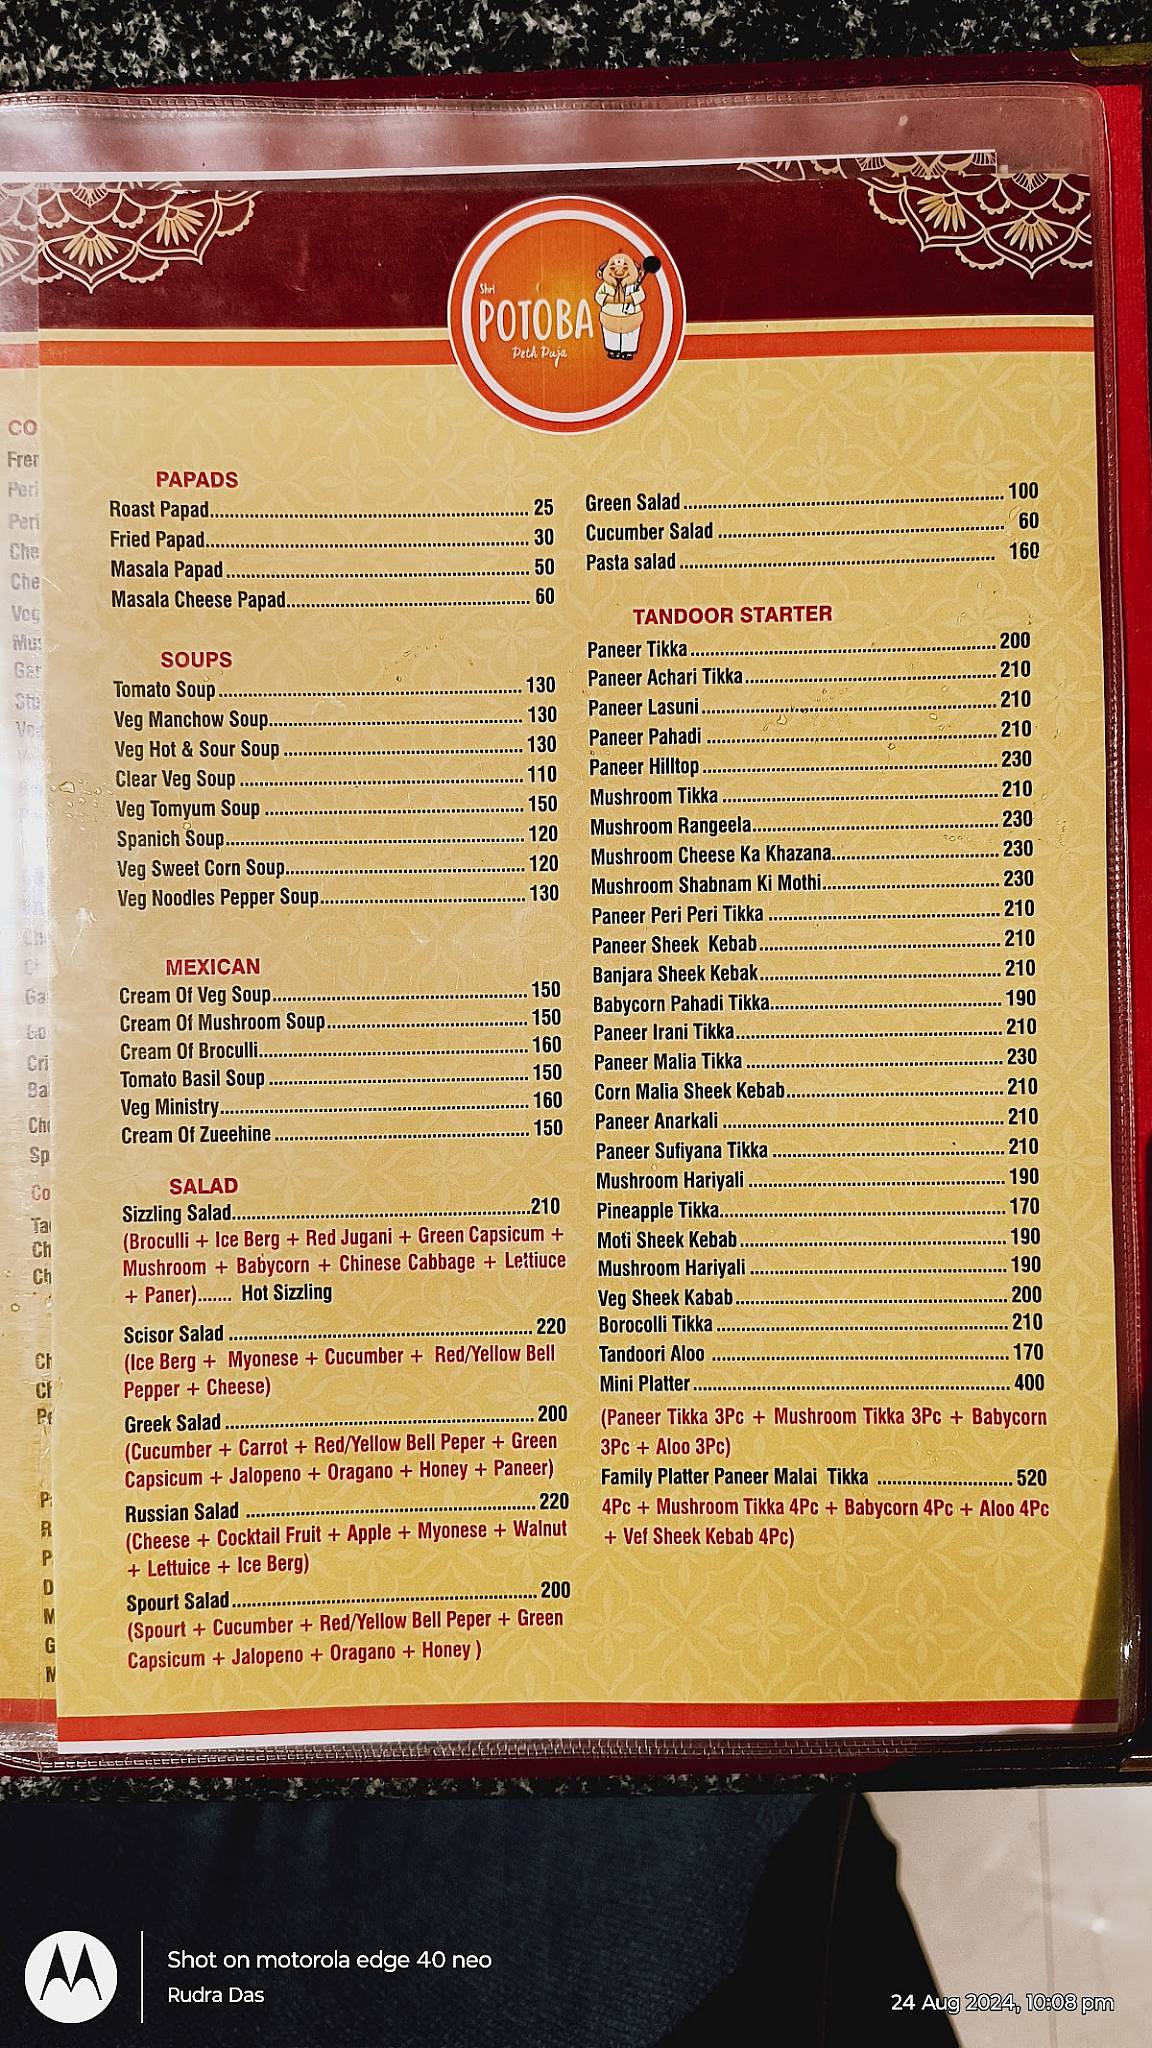 Shri
POTOBA
Peth Puja
PAPADS
Roast Papad 25
Fried Papad 30
Masala Papad 50
Masala Cheese Papad 60
SOUPS
Tomato Soup 130
Veg Manchow Soup 130
Veg Hot & Sour Soup 130
Clear Veg Soup 110
Veg Tomyum Soup 150
Spanich Soup 120
Veg Sweet Corn Soup 120
Veg Noodles Pepper Soup 130
MEXICAN
Cream Of Veg Soup 150
Cream Of Mushroom Soup 150
Cream Of Broculli 160
Tomato Basil Soup 150
Veg Ministry 160
Cream Of Zueehine 150
SALAD
Sizzling Salad 210
(Broculli + Ice Berg + Red Jugani + Green Capsicum +
Mushroom + Babycorn + Chinese Cabbage + Lettiuce
+ Paner)....... Hot Sizzling
Scisor Salad 220
(Ice Berg + Myonese + Cucumber + Red/Yellow Bell
Pepper + Cheese)
Greek Salad 200
(Cucumber + Carrot + Red/Yellow Bell Peper + Green
Capsicum + Jalopeno + Oragano + Honey + Paneer)
Russian Salad 220
(Cheese + Cocktail Fruit + Apple + Myonese + Walnut
+ Lettuice + Ice Berg)
Spourt Salad 200
(Spourt + Cucumber + Red/Yellow Bell Peper + Green
Capsicum + Jalopeno + Oragano + Honey )
Green Salad 100
Cucumber Salad 60
Pasta salad 160
TANDOOR STARTER
Paneer Tikka 200
Paneer Achari Tikka 210
Paneer Lasuni 210
Paneer Pahadi 210
Paneer Hilltop 230
Mushroom Tikka 210
Mushroom Rangeela 230
Mushroom Cheese Ka Khazana 230
Mushroom Shabnam Ki Mothi 230
Paneer Peri Peri Tikka 210
Paneer Sheek Kebab 210
Banjara Sheek Kebak 210
Babycorn Pahadi Tikka 190
Paneer Irani Tikka 210
Paneer Malia Tikka 230
Corn Malia Sheek Kebab 210
Paneer Anarkali 210
Paneer Sufiyana Tikka 210
Mushroom Hariyali 190
Pineapple Tikka 170
Moti Sheek Kebab 190
Mushroom Hariyali 190
Veg Sheek Kabab 200
Borocolli Tikka 210
Tandoori Aloo 170
Mini Platter 400
(Paneer Tikka 3Pc + Mushroom Tikka 3Pc + Babycorn
3Pc + Aloo 3Pc)
Family Platter Paneer Malai Tikka 520
4Pc + Mushroom Tikka 4Pc + Babycorn 4Pc + Aloo 4Pc
+ Vef Sheek Kebab 4Pc)
Shot on motorola edge 40 neo
Rudra Das
24 Aug 2024, 10:08 pm